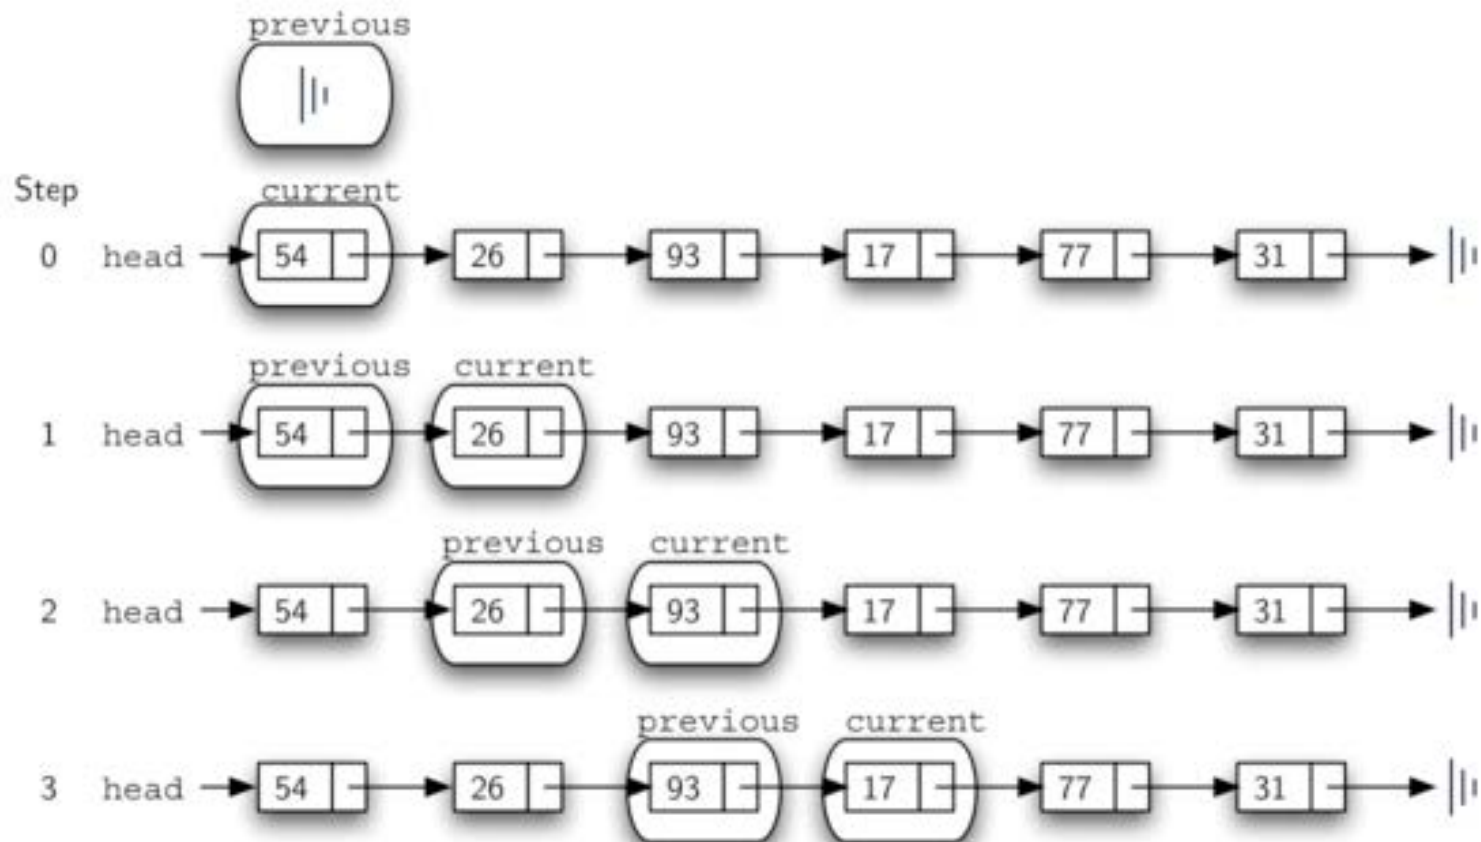 previous
Step
current
0 head 54 26 93 17 77 31
previous current
1 head 54 26 93 17 77 31
previous current
2 head 54 26 93 17 77 31
previous current
3 head 54 26 93 17 77 31